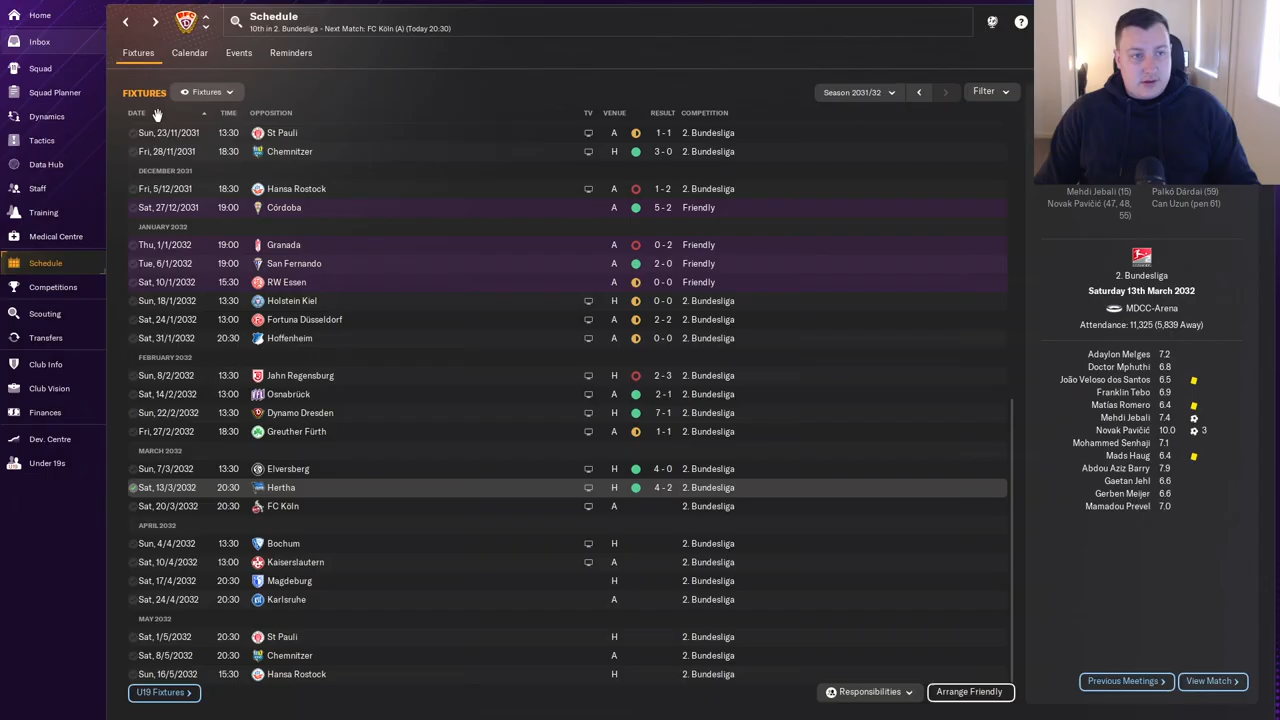 Home
Inbox
Squad
Squad Planner
Dynamics
Tactics
Data Hub
Staff
Training
Medical Centre
Schedule
Competitions
Scouting
Transfers
Club Info
Club Vision
Finances
Dev. Centre
Under 19s
Schedule
10th in 2. Bundesliga - Next Match: FC Köln (A) (Today 20:30)
Fixtures Calendar Events Reminders
FIXTURES Fixtures Season 2031/32 Filter
DATE TIME OPPOSITION TV VENUE RESULT COMPETITION
Sun, 23/11/2031 13:30 St Pauli A 1 - 1 2. Bundesliga
Fri, 28/11/2031 18:30 Chemnitzer H 3 - 0 2. Bundesliga
DECEMBER 2031
Fri, 5/12/2031 18:30 Hansa Rostock A 1 - 2 2. Bundesliga
Sat, 27/12/2031 19:00 Córdoba A 5 - 2 Friendly
JANUARY 2032
Thu, 1/1/2032 19:00 Granada A 0 - 2 Friendly
Tue, 6/1/2032 19:00 San Fernando A 2 - 0 Friendly
Sat, 10/1/2032 15:30 RW Essen A 0 - 0 Friendly
Sun, 18/1/2032 13:30 Holstein Kiel H 0 - 0 2. Bundesliga
Sat, 24/1/2032 13:00 Fortuna Düsseldorf A 2 - 2 2. Bundesliga
Sat, 31/1/2032 20:30 Hoffenheim A 0 - 0 2. Bundesliga
FEBRUARY 2032
Sun, 8/2/2032 13:30 Jahn Regensburg H 2 - 3 2. Bundesliga
Sat, 14/2/2032 13:00 Osnabrück A 2 - 1 2. Bundesliga
Sun, 22/2/2032 13:30 Dynamo Dresden H 7 - 1 2. Bundesliga
Fri, 27/2/2032 18:30 Greuther Fürth A 1 - 1 2. Bundesliga
MARCH 2032
Sun, 7/3/2032 13:30 Elversberg H 4 - 0 2. Bundesliga
Sat, 13/3/2032 20:30 Hertha H 4 - 2 2. Bundesliga
Sat, 20/3/2032 20:30 FC Köln A 2. Bundesliga
APRIL 2032
Sun, 4/4/2032 13:30 Bochum H 2. Bundesliga
Sat, 10/4/2032 13:00 Kaiserslautern A 2. Bundesliga
Sat, 17/4/2032 20:30 Magdeburg H 2. Bundesliga
Sat, 24/4/2032 20:30 Karlsruhe A 2. Bundesliga
MAY 2032
Sat, 1/5/2032 20:30 St Pauli H 2. Bundesliga
Sat, 8/5/2032 20:30 Chemnitzer A 2. Bundesliga
Sun, 16/5/2032 15:30 Hansa Rostock H 2. Bundesliga
U19 Fixtures Responsibilities Arrange Friendly
Mehdi Jebali (15) Palkó Dárdai (59)
Novak Pavičić (47, 48, Can Uzun (pen 61)
55)
2. Bundesliga
Saturday 13th March 2032
MDCC-Arena
Attendance: 11,325 (5,839 Away)
Adaylon Melges 7.2
Doctor Mphuthi 6.8
João Veloso dos Santos 6.5
Franklin Tebo 6.9
Matías Romero 6.4
Mehdi Jebali 7.4
Novak Pavičić 10.0 3
Mohammed Senhaji 7.1
Mads Haug 6.4
Abdou Aziz Barry 7.9
Gaetan Jehl 6.6
Gerben Meijer 6.6
Mamadou Prevel 7.0
Previous Meetings View Match